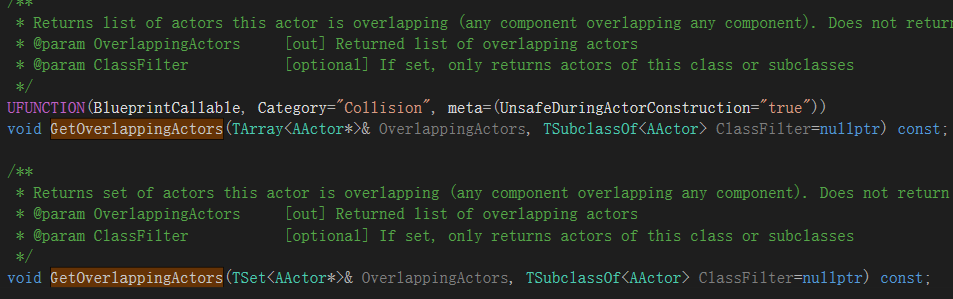 /**
* Returns list of actors this actor is overlapping (any component overlapping any component). Does not return
* @param OverlappingActors [out] Returned list of overlapping actors
* @param ClassFilter [optional] If set, only returns actors of this class or subclasses
*/
UFUNCTION(BlueprintCallable, Category="Collision", meta=(UnsafeDuringActorConstruction="true"))
void GetOverlappingActors(TArray<AActor*>& OverlappingActors, TSubclassOf<AActor> ClassFilter=nullptr) const;
/**
* Returns set of actors this actor is overlapping (any component overlapping any component). Does not return
* @param OverlappingActors [out] Returned list of overlapping actors
* @param ClassFilter [optional] If set, only returns actors of this class or subclasses
*/
void GetOverlappingActors(TSet<AActor*>& OverlappingActors, TSubclassOf<AActor> ClassFilter=nullptr) const;